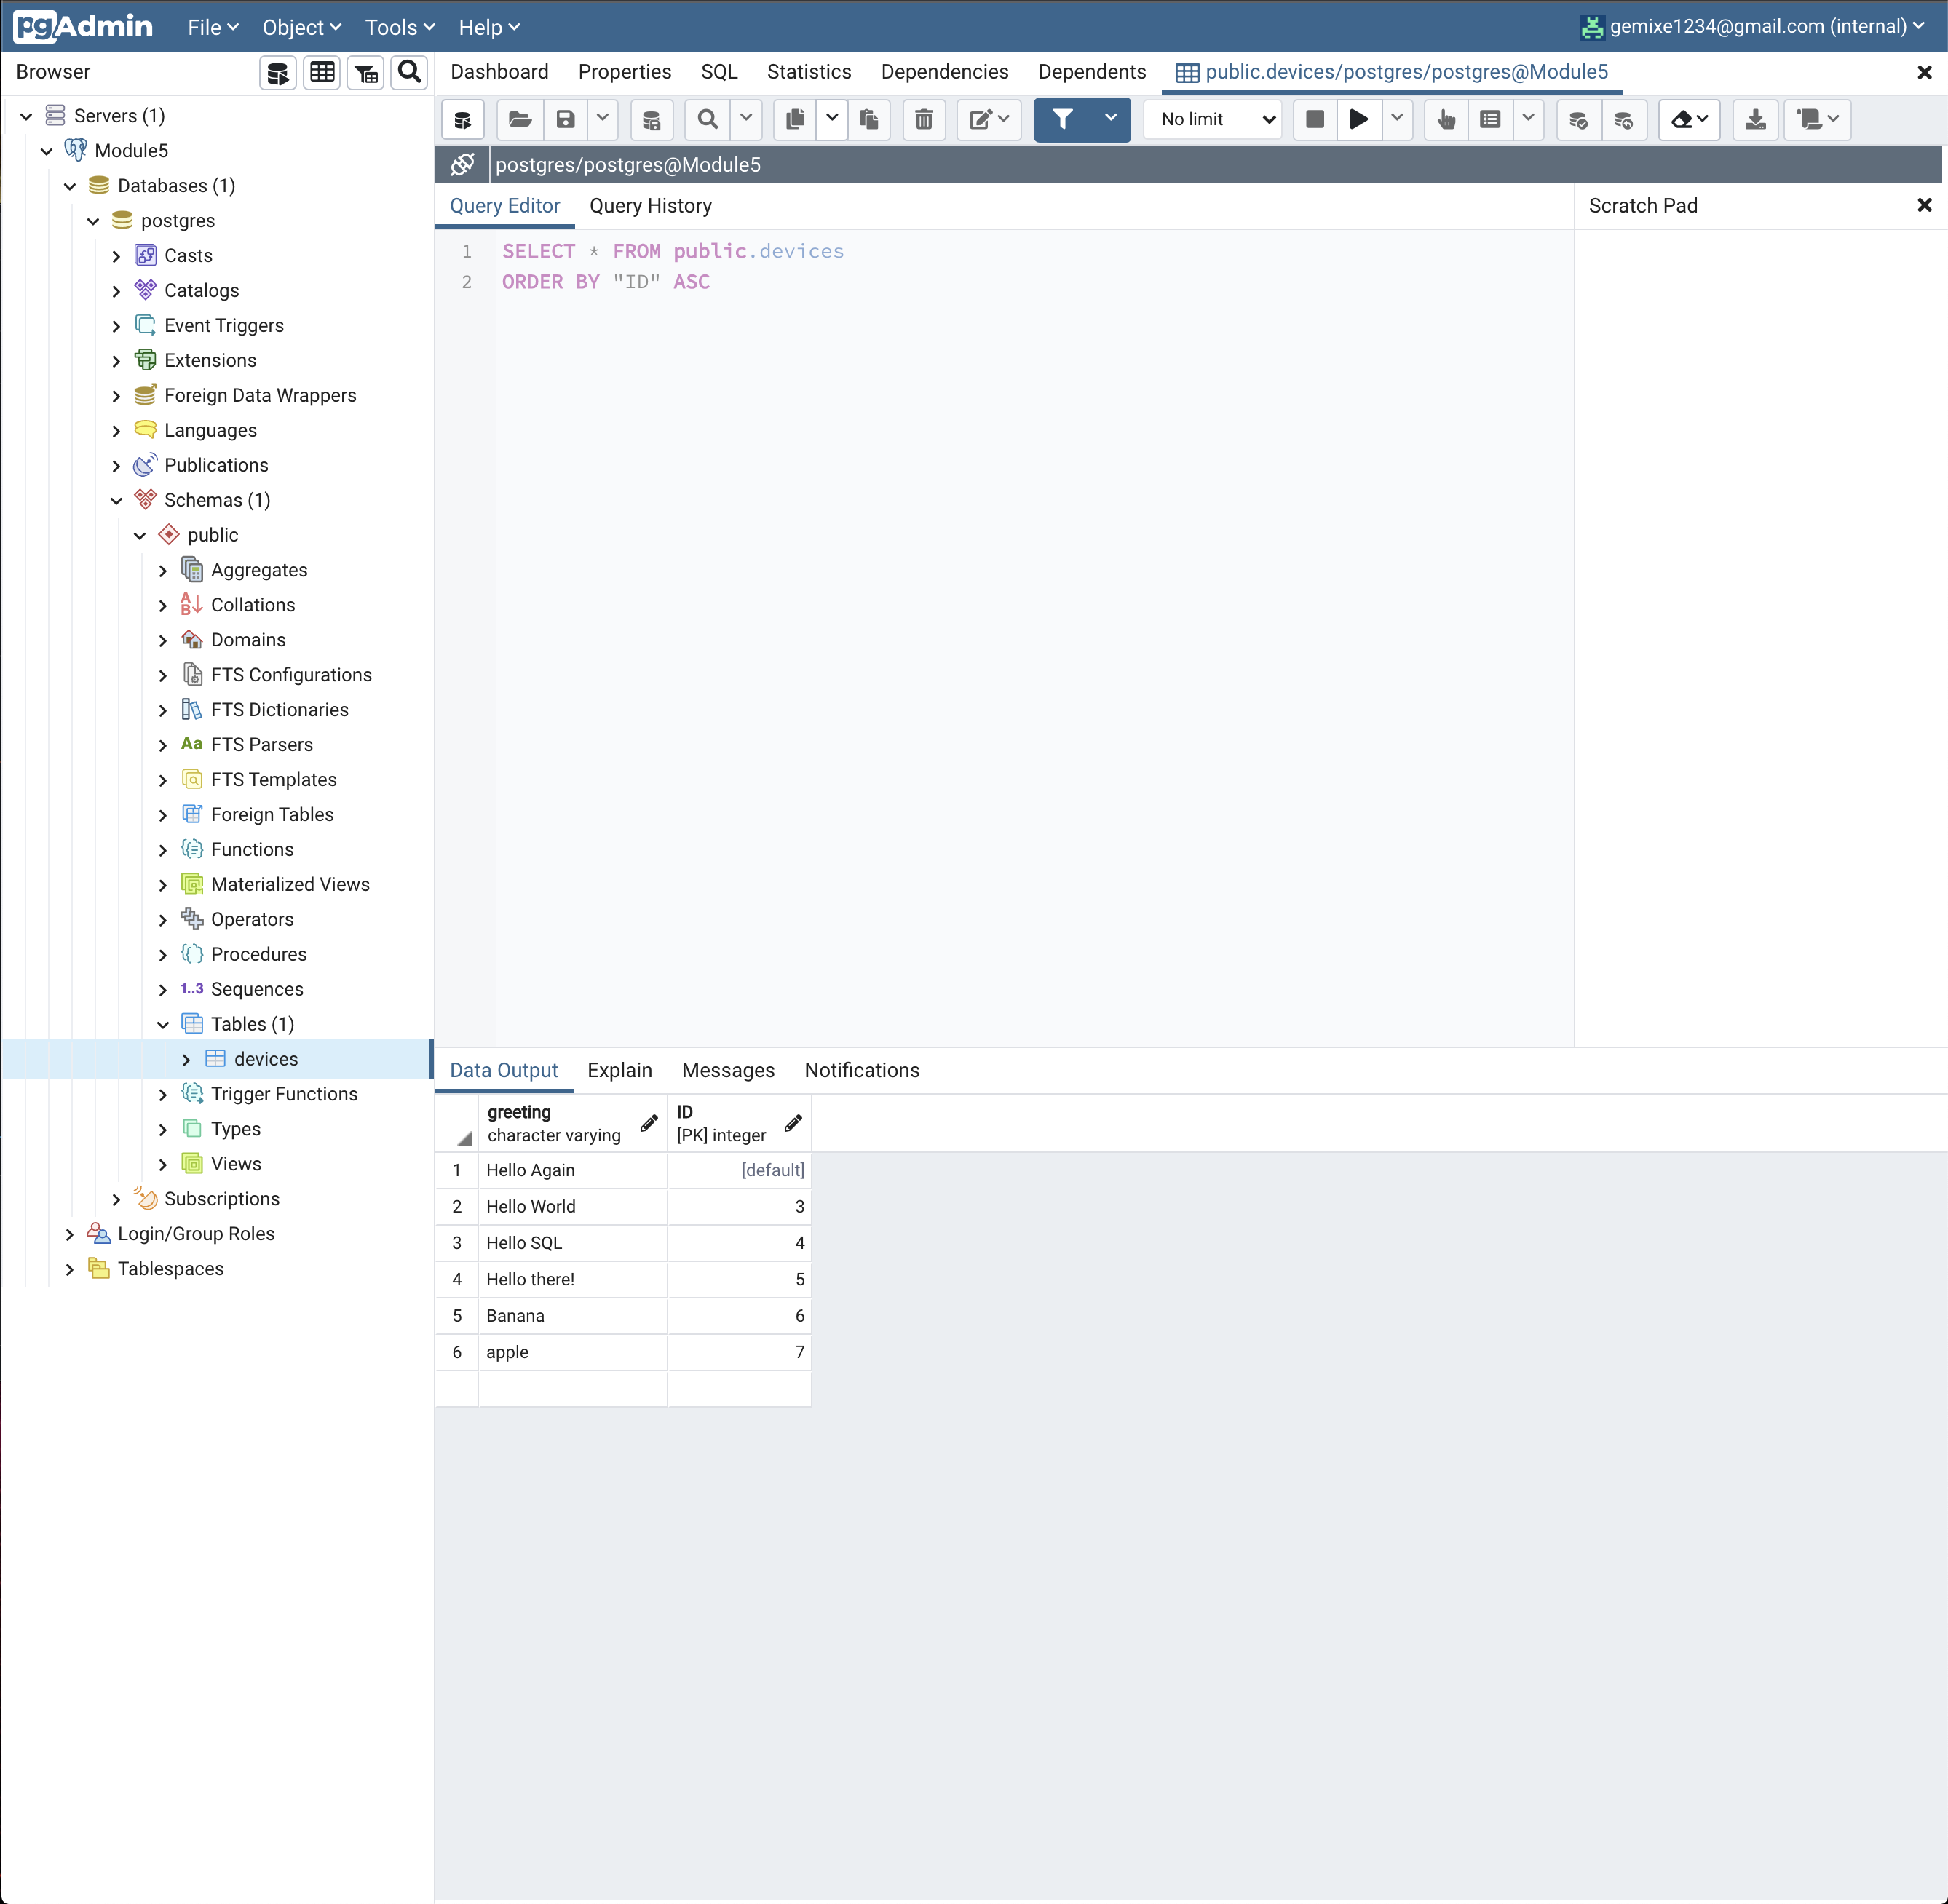 pgAdmin File Object Tools Help gemixe1234@gmail.com (internal)
Browser
Dashboard Properties SQL Statistics Dependencies Dependents public.devices/postgres/postgres@Module5
No limit
postgres/postgres@Module5
Query Editor Query History
Scratch Pad
1 SELECT * FROM public.devices
2 ORDER BY "ID" ASC
Servers (1)
Module5
Databases (1)
postgres
Casts
Catalogs
Event Triggers
Extensions
Foreign Data Wrappers
Languages
Publications
Schemas (1)
public
Aggregates
Collations
Domains
FTS Configurations
FTS Dictionaries
Aa FTS Parsers
FTS Templates
Foreign Tables
Functions
Materialized Views
Operators
Procedures
1..3 Sequences
Tables (1)
devices
Trigger Functions
Types
Views
Subscriptions
Login/Group Roles
Tablespaces
Data Output Explain Messages Notifications
greeting ID
character varying [PK] integer
1 Hello Again [default]
2 Hello World 3
3 Hello SQL 4
4 Hello there! 5
5 Banana 6
6 apple 7